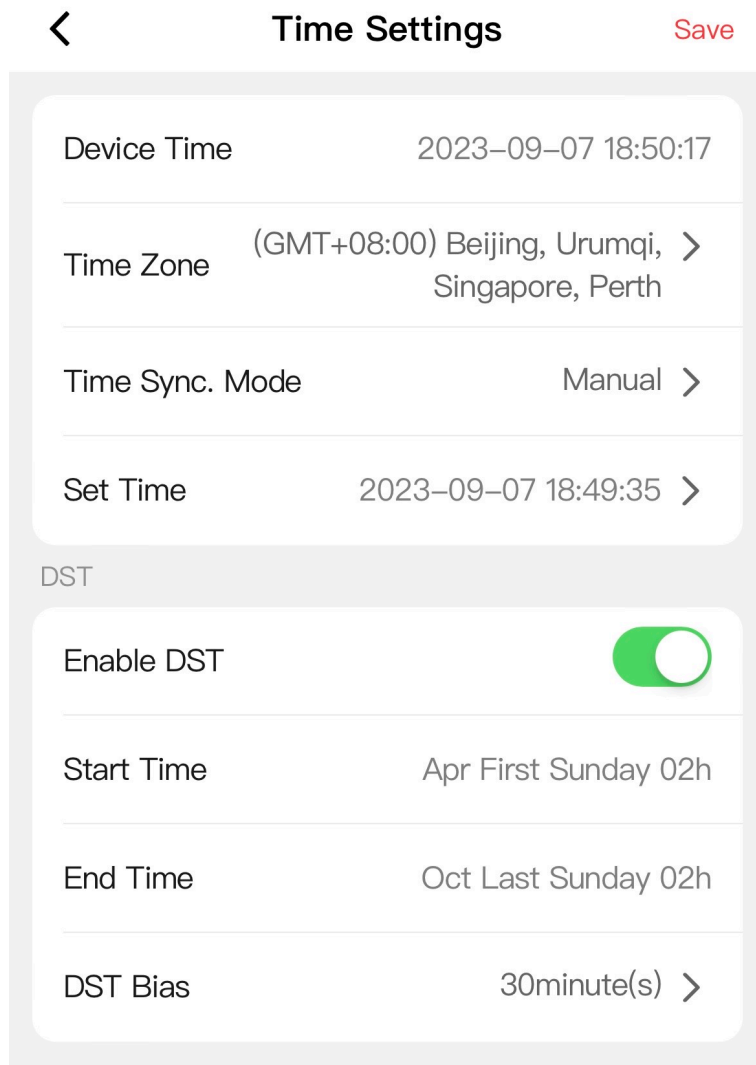 Time Settings
Save
Device Time
2023-09-07 18:50:17
Time Zone
(GMT+08:00) Beijing, Urumqi,
Singapore, Perth
Time Sync. Mode
Manual
Set Time
2023-09-07 18:49:35
DST
Enable DST
Start Time
Apr First Sunday 02h
End Time
Oct Last Sunday 02h
DST Bias
30minute(s)